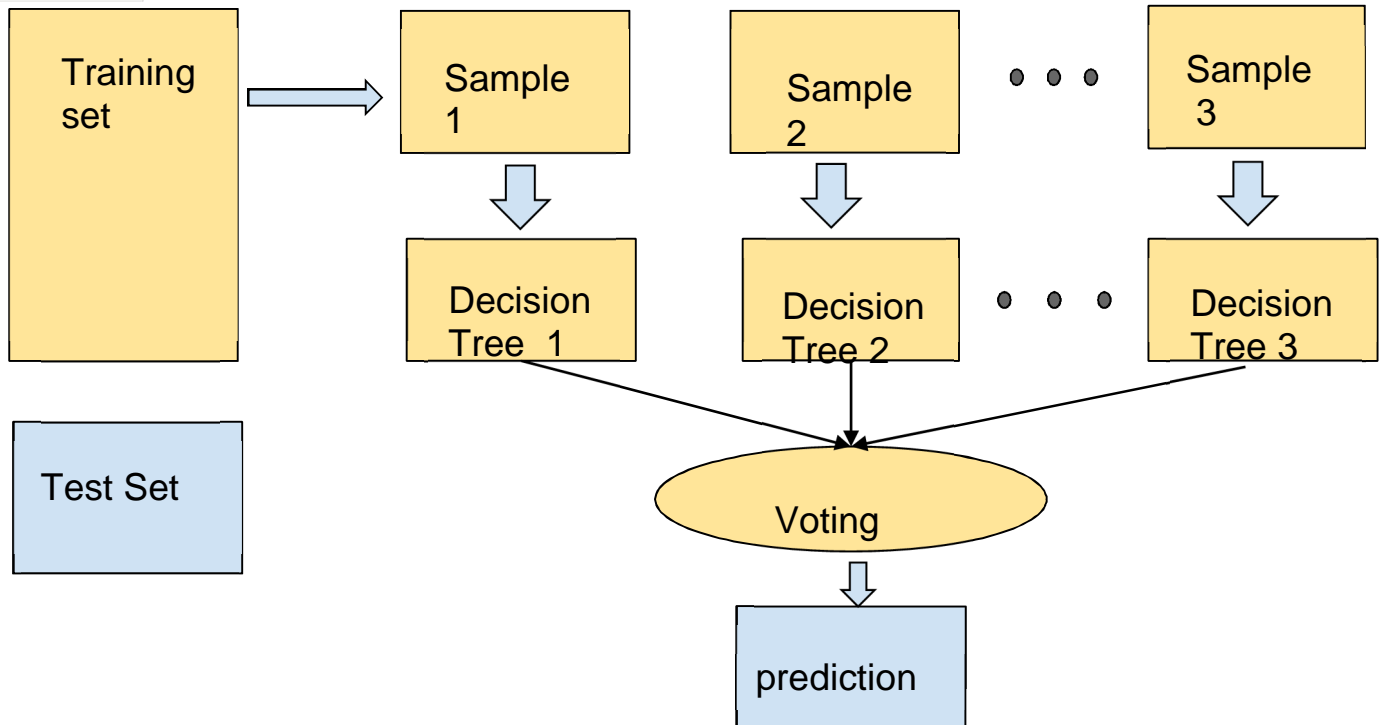 Training
set
Sample
1
Sample
2
Sample
3
Decision
Tree 1
Decision
Tree 2
Decision
Tree 3
Test Set
Voting
prediction